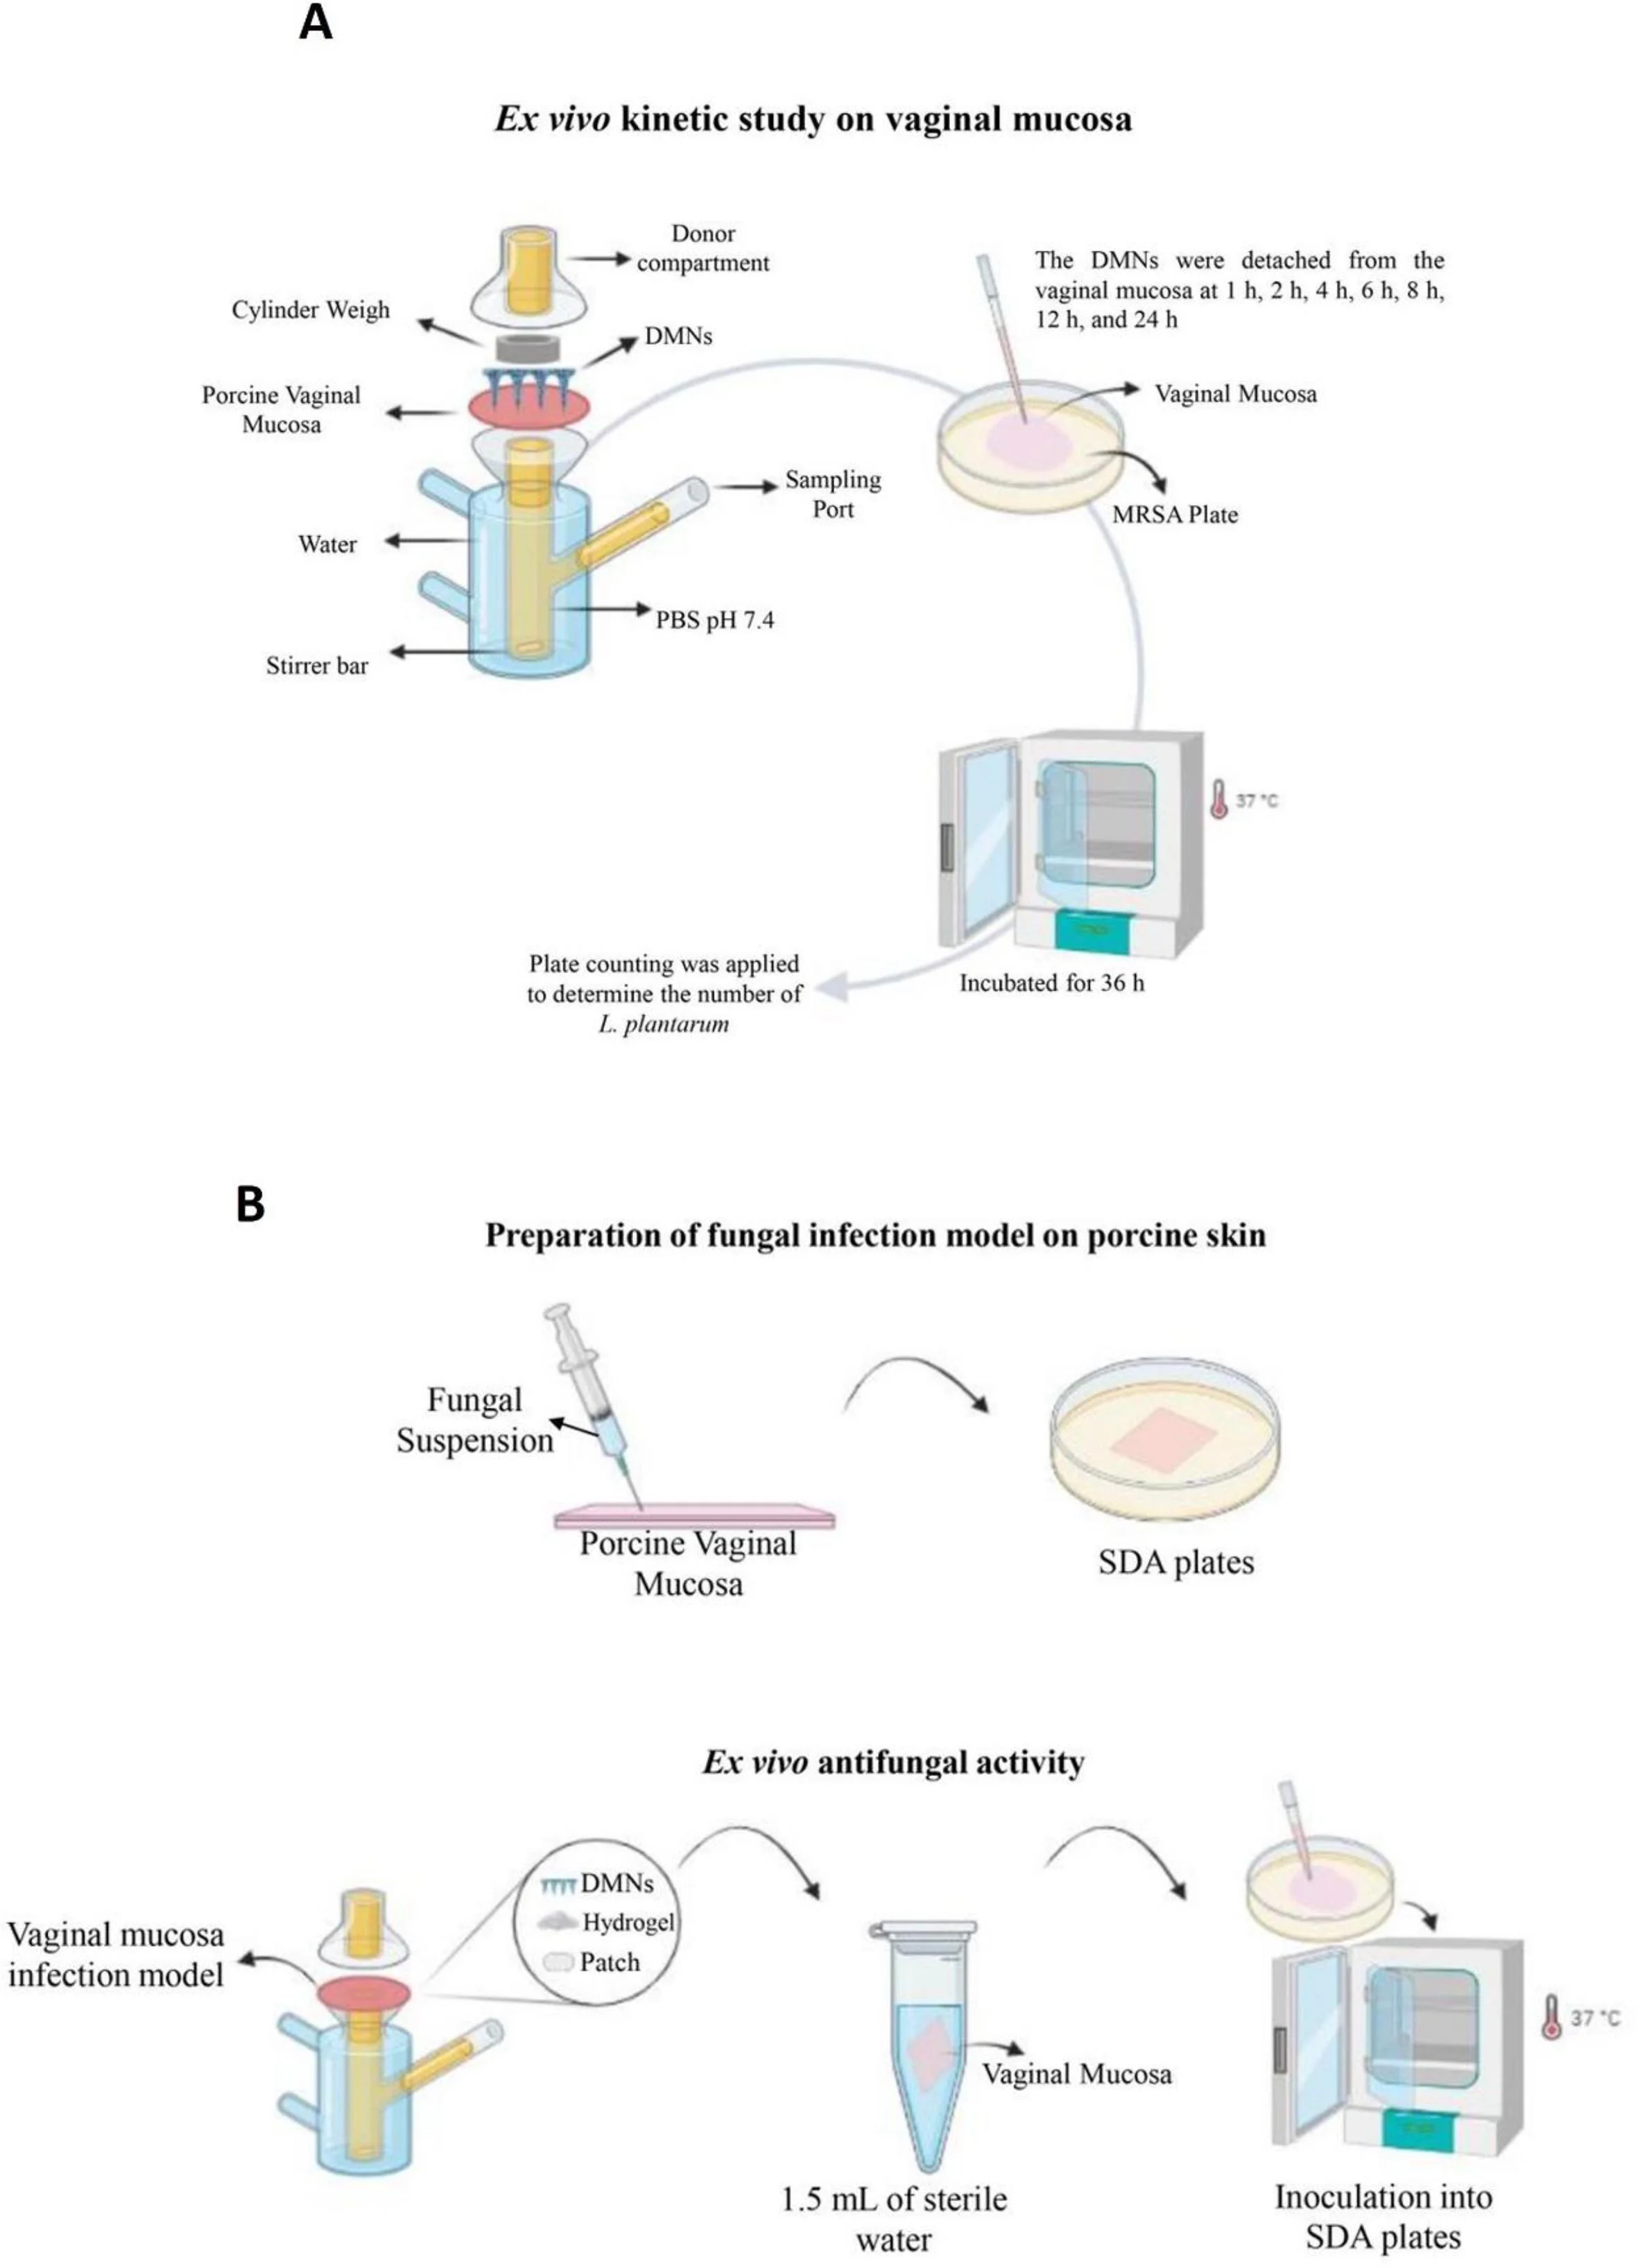 A
Ex vivo kinetic study on vaginal mucosa
Donor
compartment
Cylinder Weigh
DMNs
Porcine Vaginal
Mucosa
Sampling
Port
Water
PBS pH 7.4
Stirrer bar
The DMNs were detached from the
vaginal mucosa at 1 h, 2 h, 4 h, 6 h, 8 h,
12 h, and 24 h
Vaginal Mucosa
MRSA Plate
37 °C
Incubated for 36 h
Plate counting was applied
to determine the number of
L. plantarum
B
Preparation of fungal infection model on porcine skin
Fungal
Suspension
Porcine Vaginal
Mucosa
SDA plates
Ex vivo antifungal activity
Vaginal mucosa
infection model
DMNs
Hydrogel
Patch
Vaginal Mucosa
1.5 mL of sterile
water
37 °C
Inoculation into
SDA plates